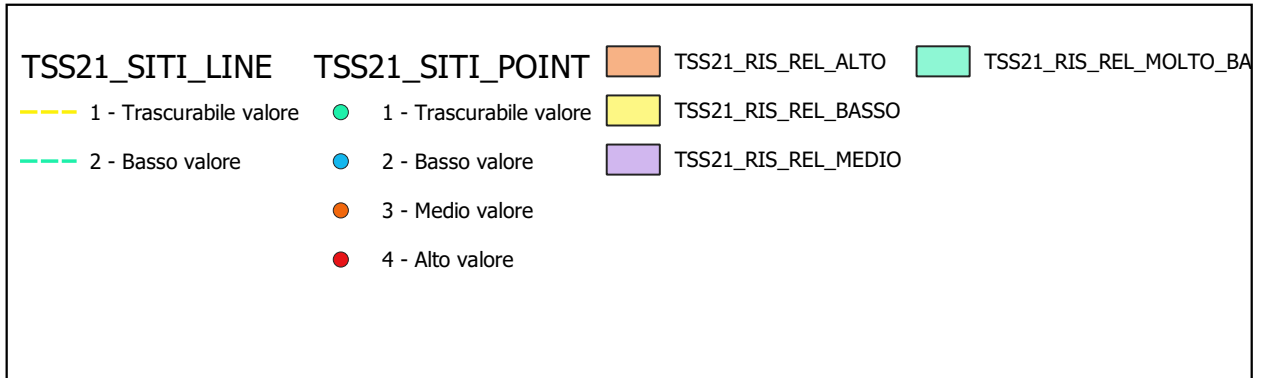 TSS21_SITI_LINE
1 - Trascurabile valore
2 - Basso valore
TSS21_SITI_POINT
1 - Trascurabile valore
2 - Basso valore
3 - Medio valore
4 - Alto valore
TSS21_RIS_REL_ALTO
TSS21_RIS_REL_BASSO
TSS21_RIS_REL_MEDIO
TSS21_RIS_REL_MOLTO_BA